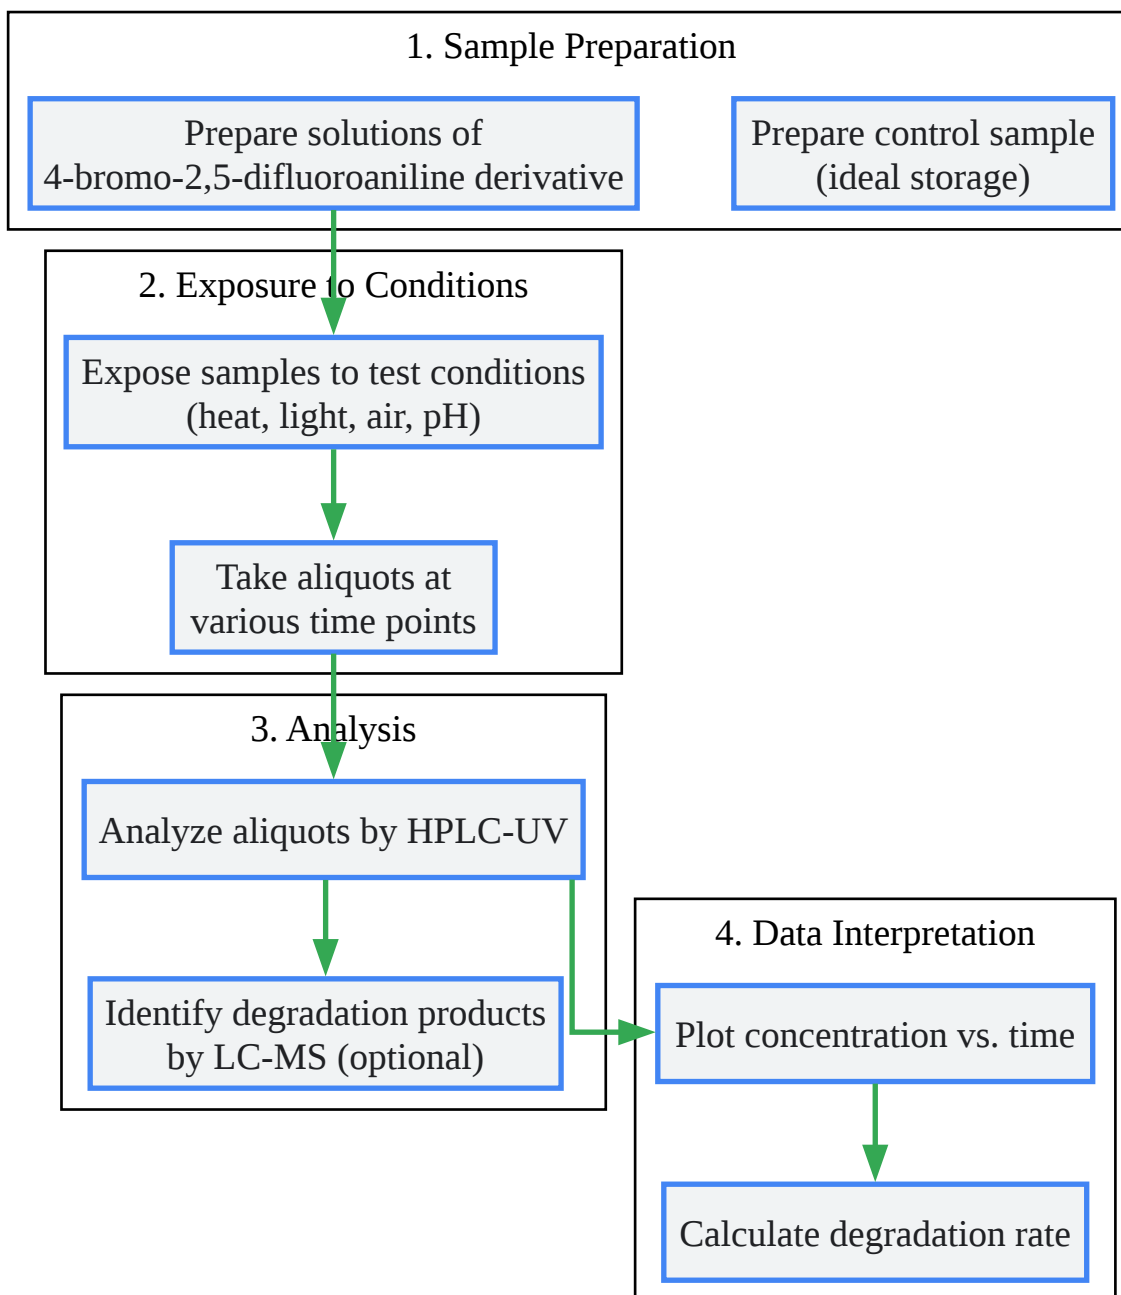 1. Sample Preparation
Prepare solutions of
4-bromo-2,5-difluoroaniline derivative
Prepare control sample
(ideal storage)
2. Exposure to Conditions
Expose samples to test conditions
(heat, light, air, pH)
Take aliquots at
various time points
3. Analysis
Analyze aliquots by HPLC-UV
Identify degradation products
by LC-MS (optional)
4. Data Interpretation
Plot concentration vs. time
Calculate degradation rate